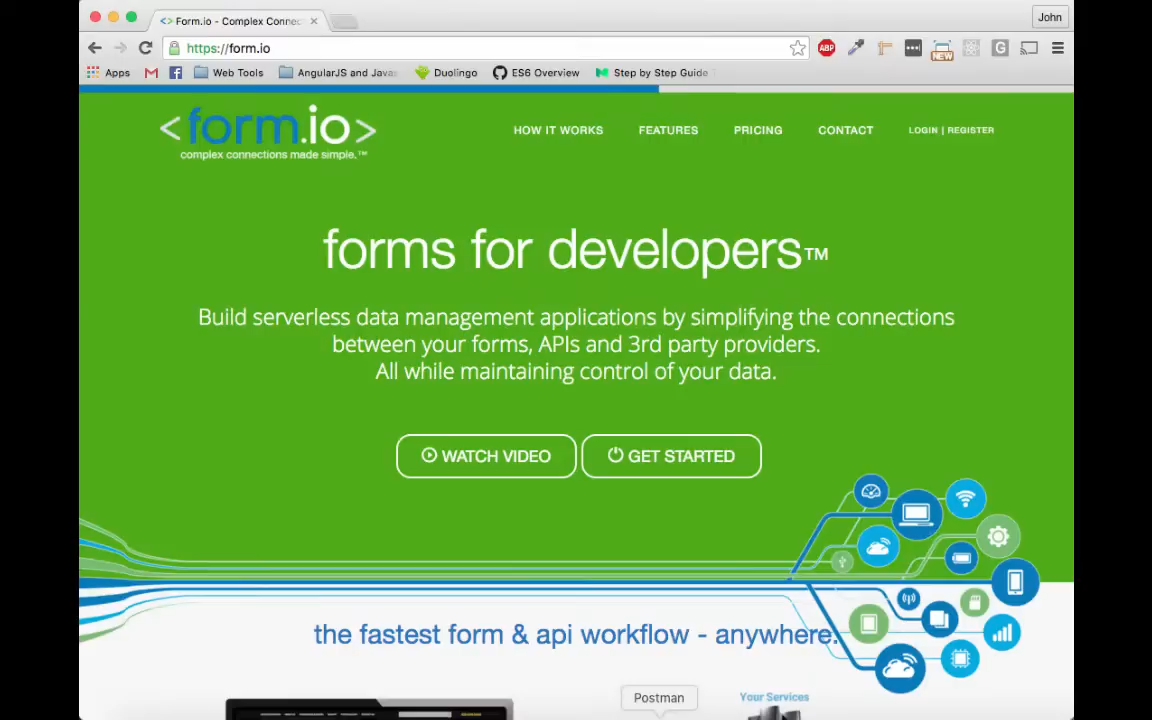 Form.io - Complex Connec
John
https://form.io
ABP
NEW
G
Apps
Web Tools
AngularJS and Javas
Duolingo
ES6 Overview
Step by Step Guide
<form.io>
complex connections made simple.™
HOW IT WORKS
FEATURES
PRICING
CONTACT
LOGIN | REGISTER
forms for developers™
Build serverless data management applications by simplifying the connections
between your forms, APIs and 3rd party providers.
All while maintaining control of your data.
WATCH VIDEO
GET STARTED
the fastest form & api workflow - anywhere.
Postman
Your Services